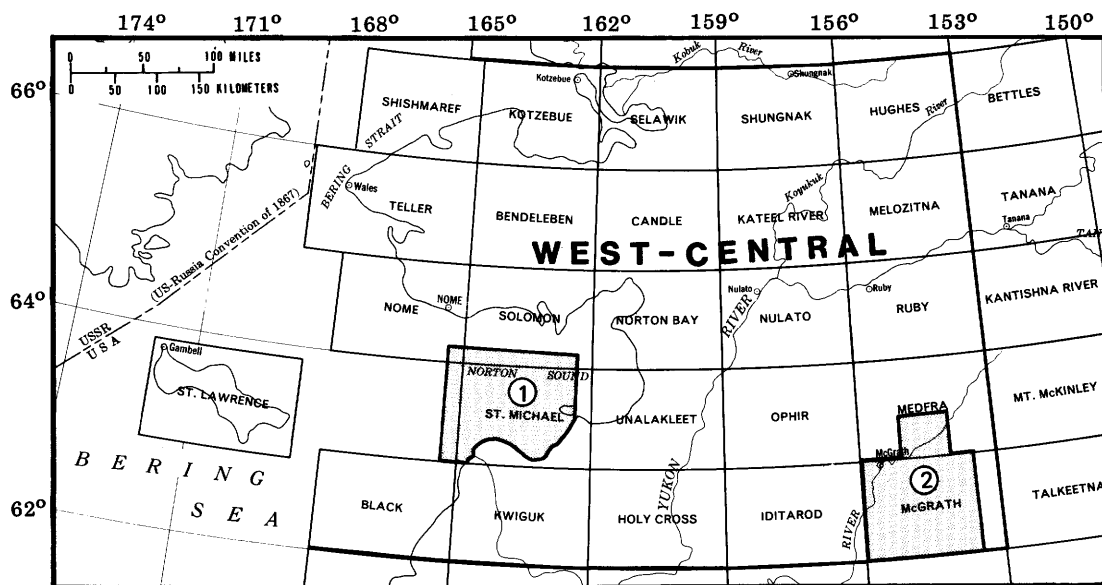 174° 171° 168° 165° 162° 159° 156° 153° 150°
0 50 100 MILES
0 50 100 150 KILOMETERS
66°
64°
62°
Kotzebue
Kobuk River
Shungnak
SHISHMAREF
KOTZEBUE
SELAWIK
SHUNGNAK
HUGHES
River
BETTLES
BERING STRAIT
Wales
TELLER
BENDELEBEN
CANDLE
KATEEL RIVER
Koyukuk
MELOZITNA
TANANA
Tanana
TAN
(US-Russia Convention of 1867)
WEST-CENTRAL
USSR
USA
NOME
NOME
SOLOMON
NORTON BAY
Nulato
NULATO
RIVER
Ruby
RUBY
KANTISHNA RIVER
Gambell
ST. LAWRENCE
NORTON SOUND
1
ST. MICHAEL
UNALAKLEET
OPHIR
MEDFRA
MT. McKINLEY
BERING
SEA
BLACK
KWIGUK
HOLY CROSS
YUKON
IDITAROD
RIVER
McGrath
2
McGRATH
TALKEETNA